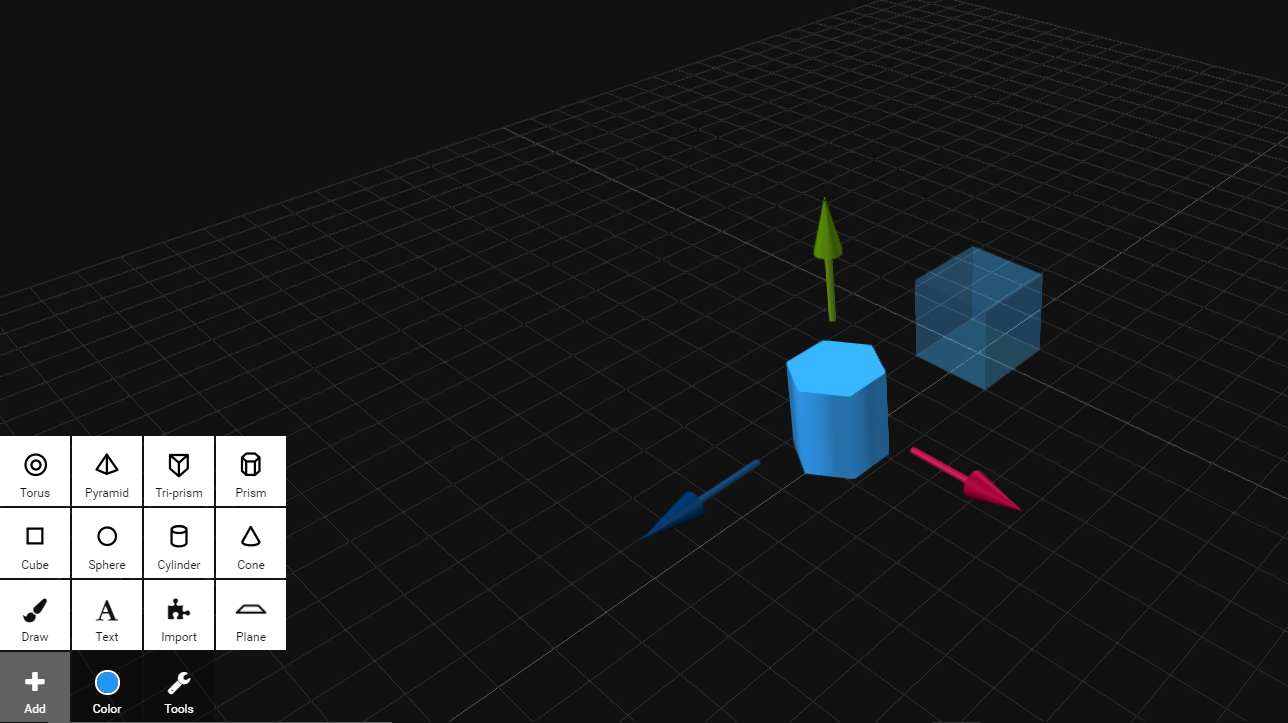 Torus
Pyramid
Tri-prism
Prism
Cube
Sphere
Cylinder
Cone
Draw
Text
Import
Plane
Add
Color
Tools